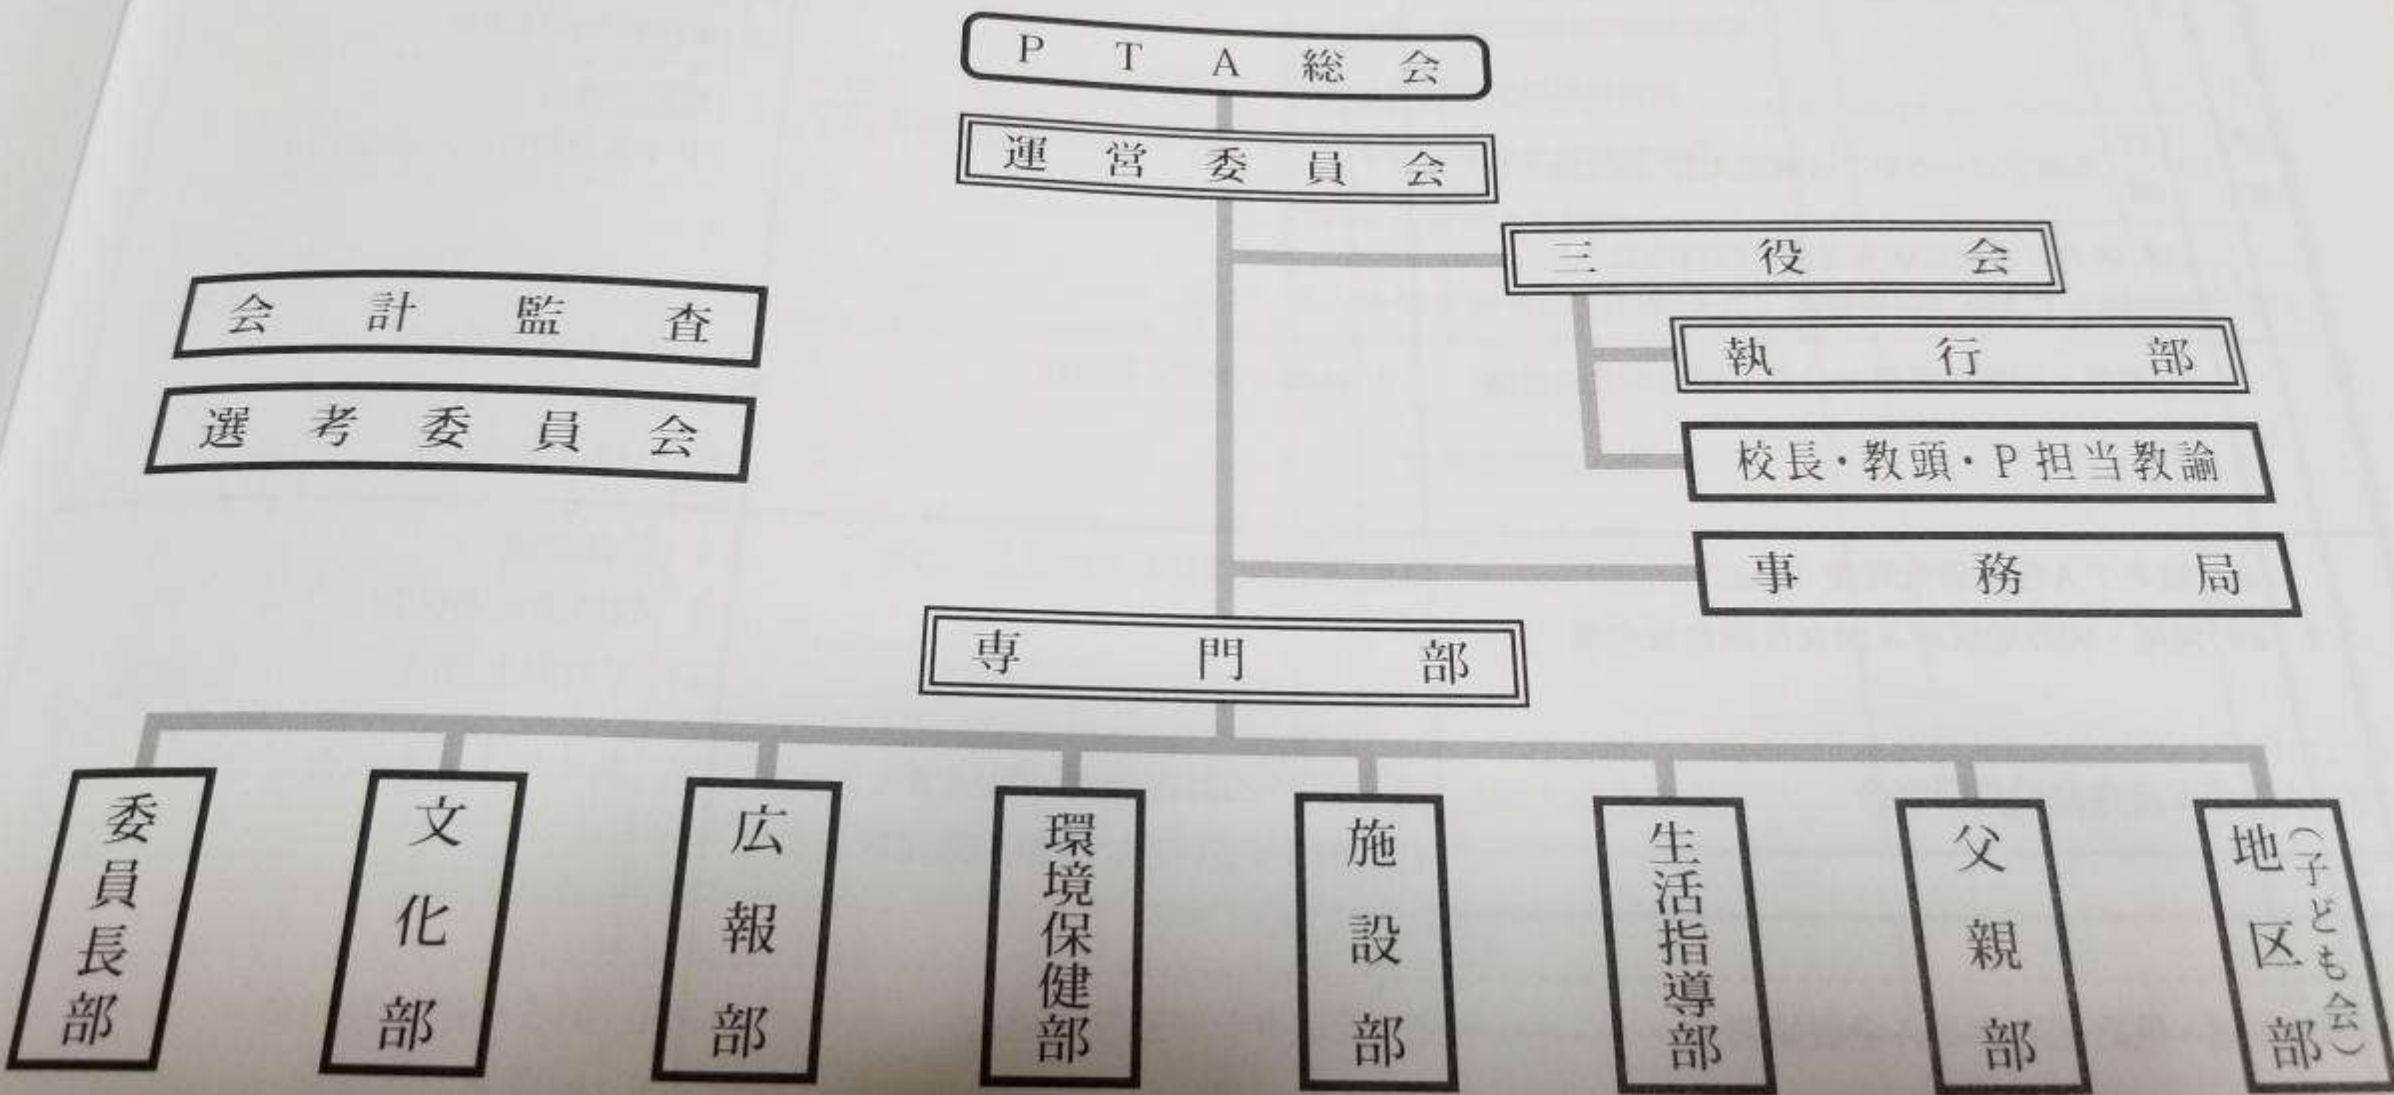 PTA総会
運営委員会
三役会
会計監査
執行部
選考委員会
校長・教頭・P担当教諭
事務局
専門部
委員長部
文化部
広報部
環境保健部
施設部
生活指導部
父親部
地区部
(子ども会)